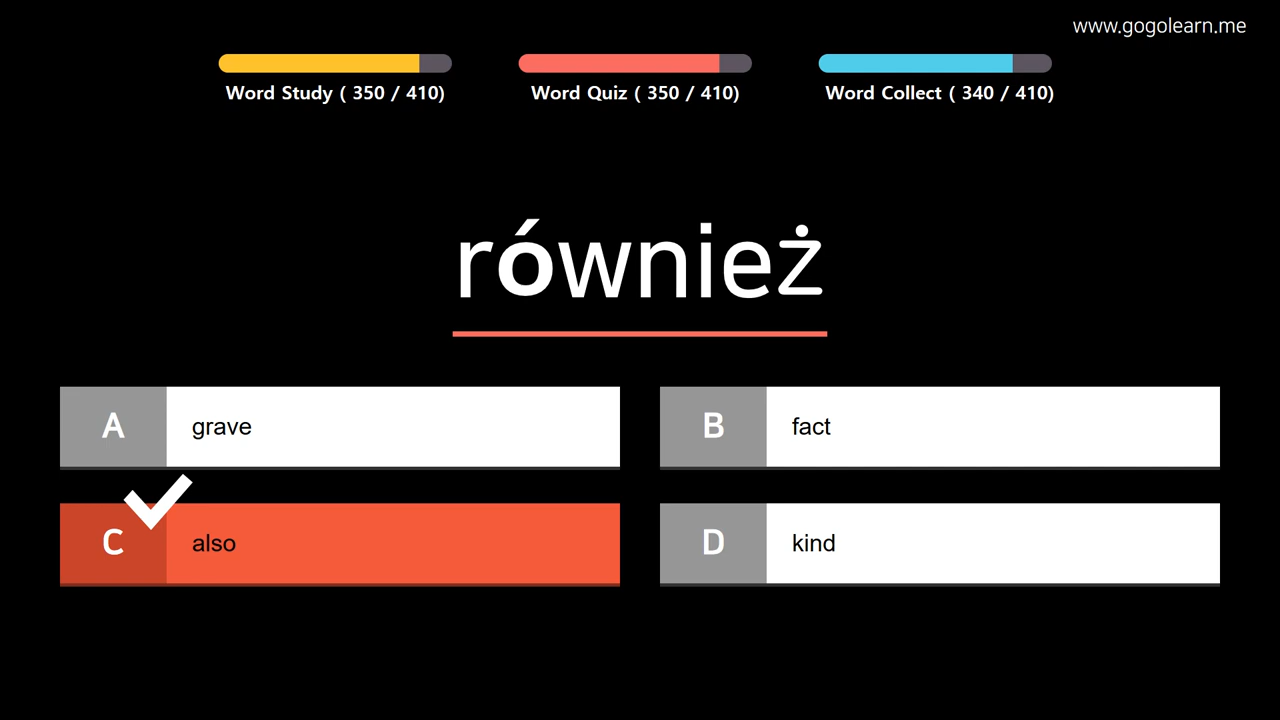 www.gogolearn.me
Word Study ( 350 / 410)
Word Quiz ( 350 / 410)
Word Collect ( 340 / 410)
również
A grave
B fact
C also
D kind